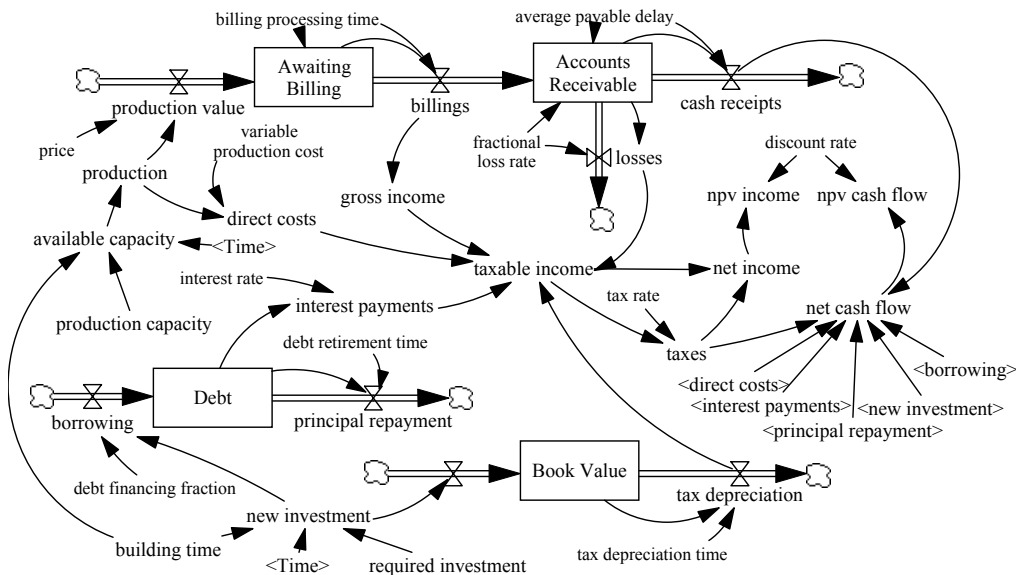 billing processing time
average payable delay
Awaiting
Billing
Accounts
Receivable
production value
billings
cash receipts
price
variable
production cost
fractional
loss rate
losses
discount rate
production
gross income
npv income
npv cash flow
direct costs
available capacity
<Time>
taxable income
net income
interest rate
interest payments
tax rate
net cash flow
production capacity
debt retirement time
taxes
<direct costs>
<borrowing>
Debt
<interest payments>
<new investment>
borrowing
principal repayment
<principal repayment>
Book Value
debt financing fraction
tax depreciation
new investment
building time
<Time>
required investment
tax depreciation time